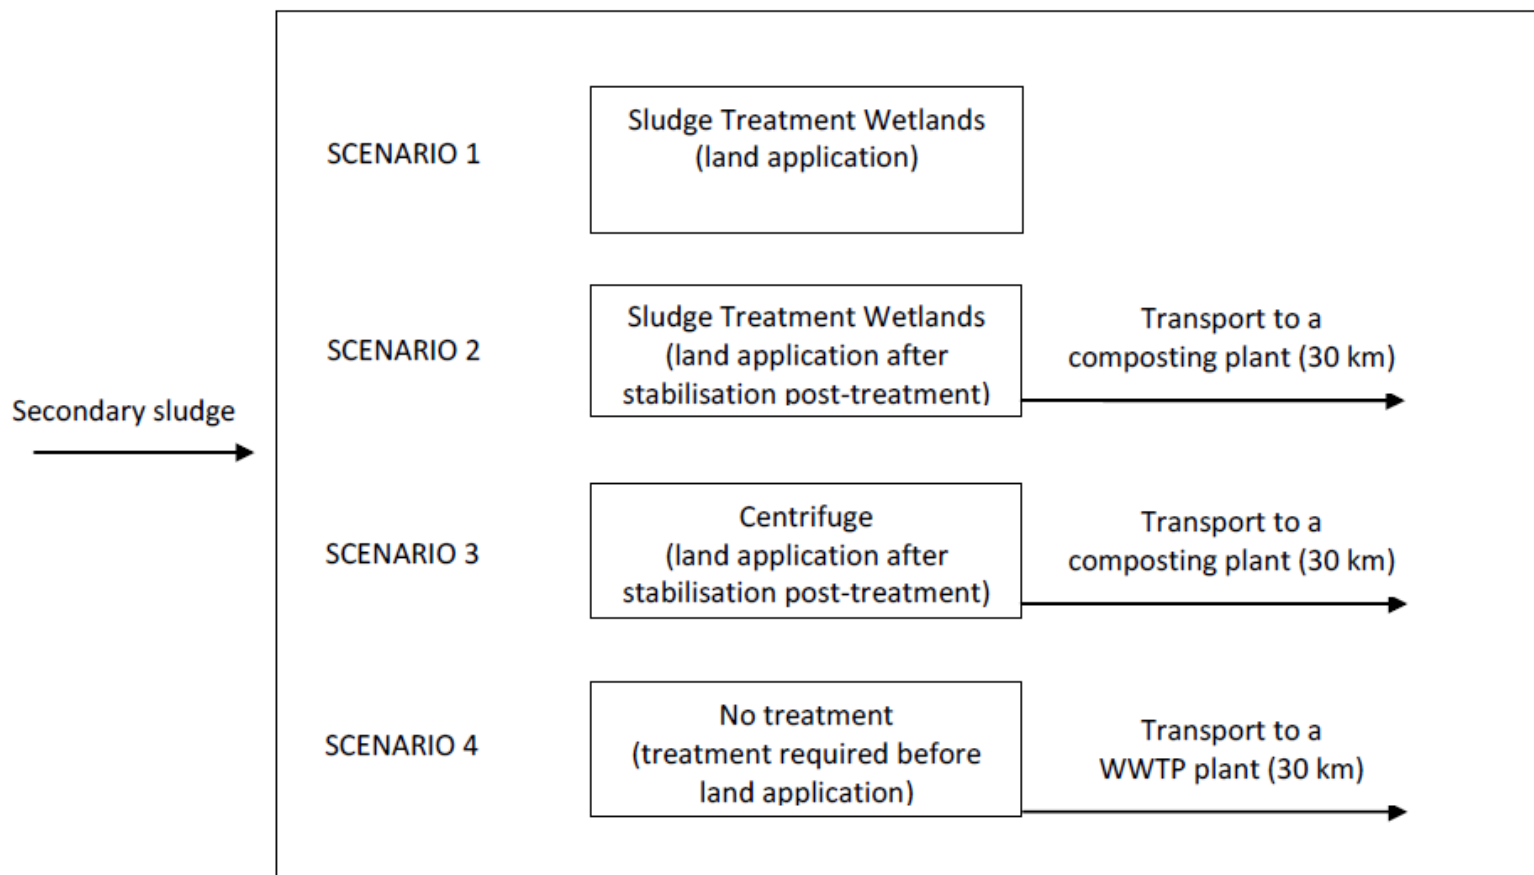 SCENARIO 1
Sludge Treatment Wetlands
(land application)
SCENARIO 2
Sludge Treatment Wetlands
(land application after
stabilisation post-treatment)
Transport to a
composting plant (30 km)
Secondary sludge
SCENARIO 3
Centrifuge
(land application after
stabilisation post-treatment)
Transport to a
composting plant (30 km)
SCENARIO 4
No treatment
(treatment required before
land application)
Transport to a
WWTP plant (30 km)